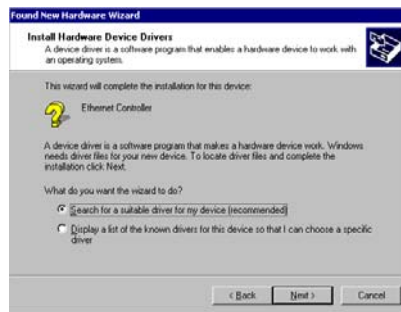 Found New Hardware Wizard
Install Hardware Device Drivers
A device driver is a software program that enables a hardware device to work with
an operating system.
This wizard will complete the installation for this device:
Ethernet Controller
A device driver is a software program that makes a hardware device work. Windows
needs driver files for your new device. To locate driver files and complete the
installation click Next.
What do you want the wizard to do?
Search for a suitable driver for my device (recommended)
Display a list of the known drivers for this device so that I can choose a specific
driver
< Back
Next >
Cancel